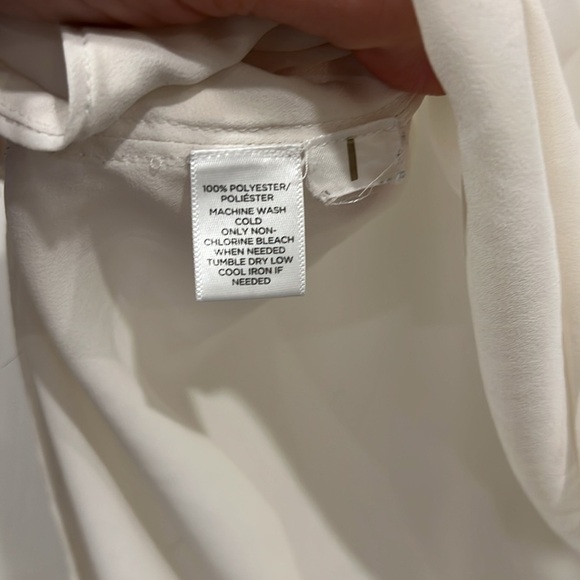 100% POLYESTER/
POLIÉSTER
MACHINE WASH
COLD
ONLY NON-
CHLORINE BLEACH
WHEN NEEDED
TUMBLE DRY LOW
COOL IRON IF
NEEDED